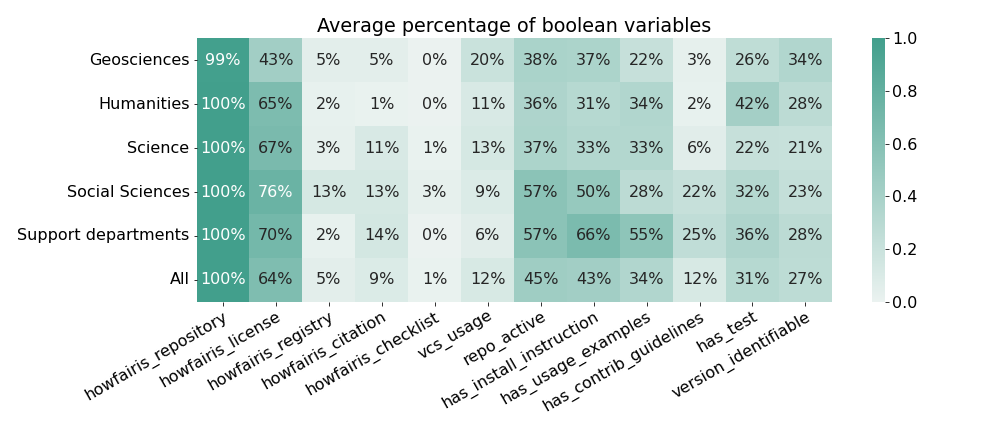 Average percentage of boolean variables
Geosciences 99% 43% 5% 5% 0% 20% 38% 37% 22% 3% 26% 34%
Humanities 100% 65% 2% 1% 0% 11% 36% 31% 34% 2% 42% 28%
Science 100% 67% 3% 11% 1% 13% 37% 33% 33% 6% 22% 21%
Social Sciences 100% 76% 13% 13% 3% 9% 57% 50% 28% 22% 32% 23%
Support departments 100% 70% 2% 14% 0% 6% 57% 66% 55% 25% 36% 28%
All 100% 64% 5% 9% 1% 12% 45% 43% 34% 12% 31% 27%
howfairis_repository
howfairis_license
howfairis_registry
howfairis_citation
howfairis_checklist
vcs_usage
repo_active
has_install_instruction
has_usage_examples
has_contrib_guidelines
has_test
version_identifiable
1.0
0.8
0.6
0.4
0.2
0.0